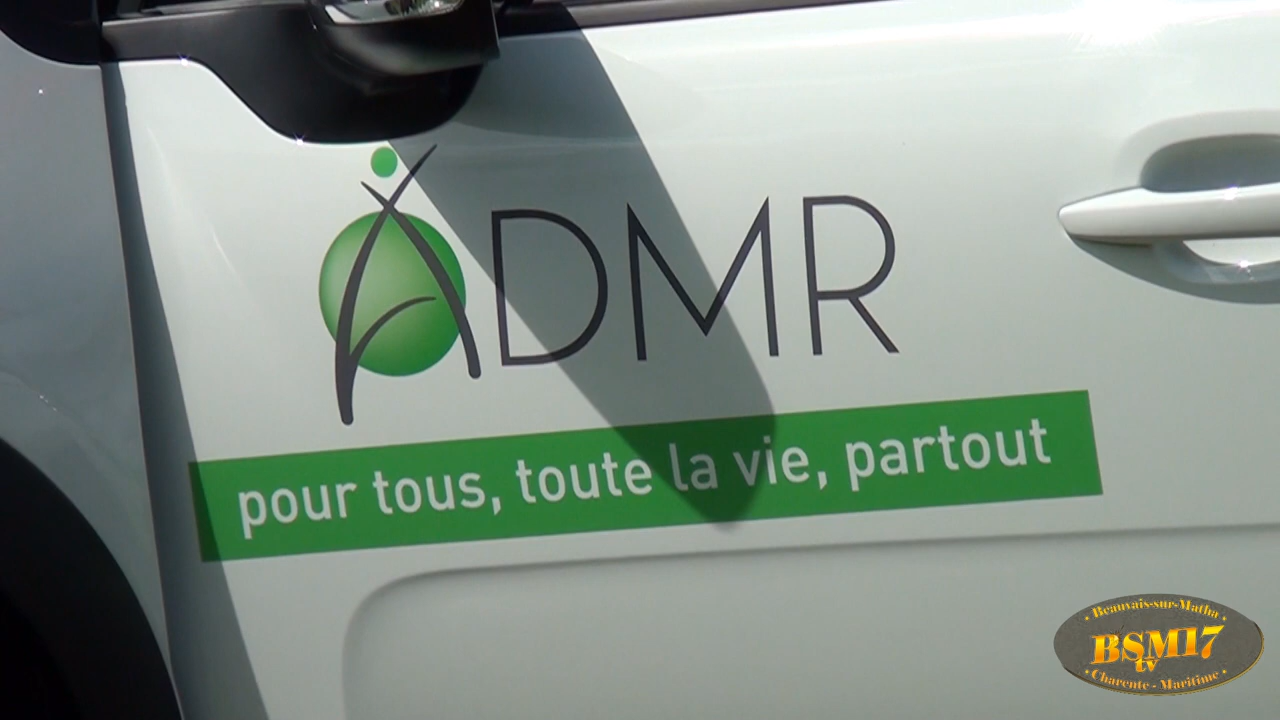 ADMR
pour tous, toute la vie, partout
Beauvais-sur-Matha
BSM17
tv
Charente - Maritime